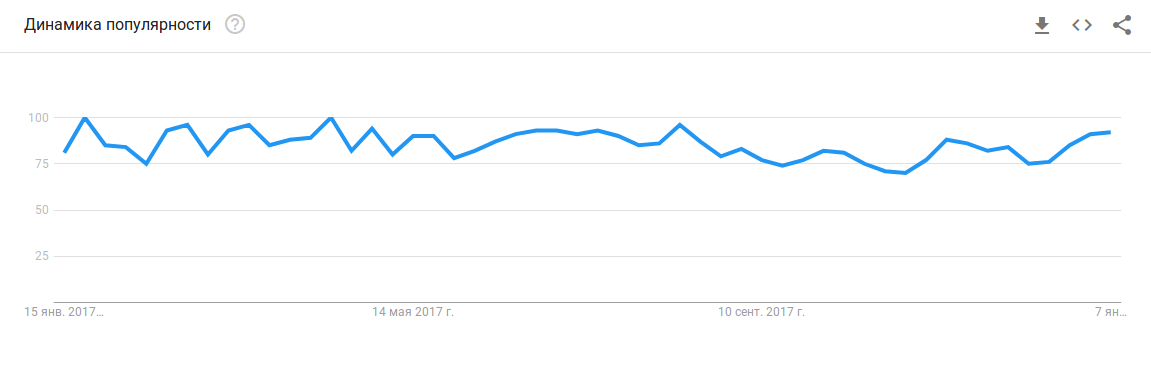 Динамика популярности ?
100
75
50
25
15 янв. 2017…
14 мая 2017 г.
10 сент. 2017 г.
7 ян…